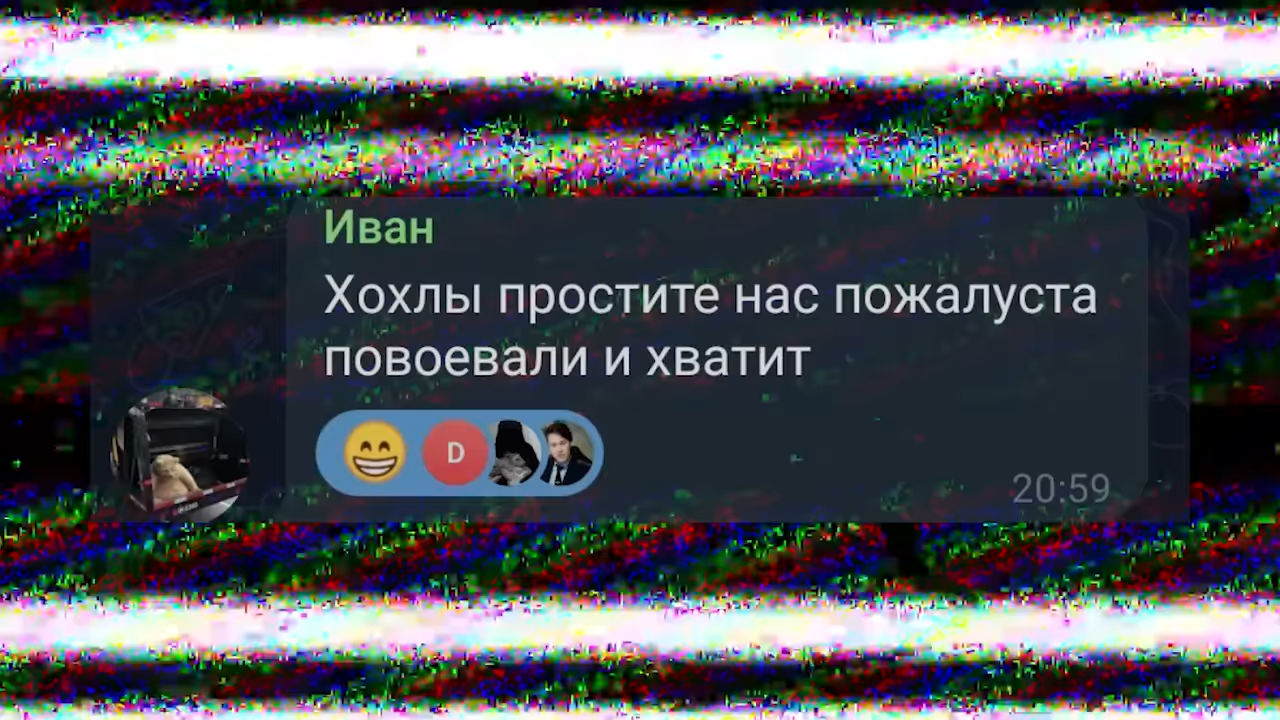 Иван
Хохлы простите нас пожалуста
повоевали и хватит
D
20:59